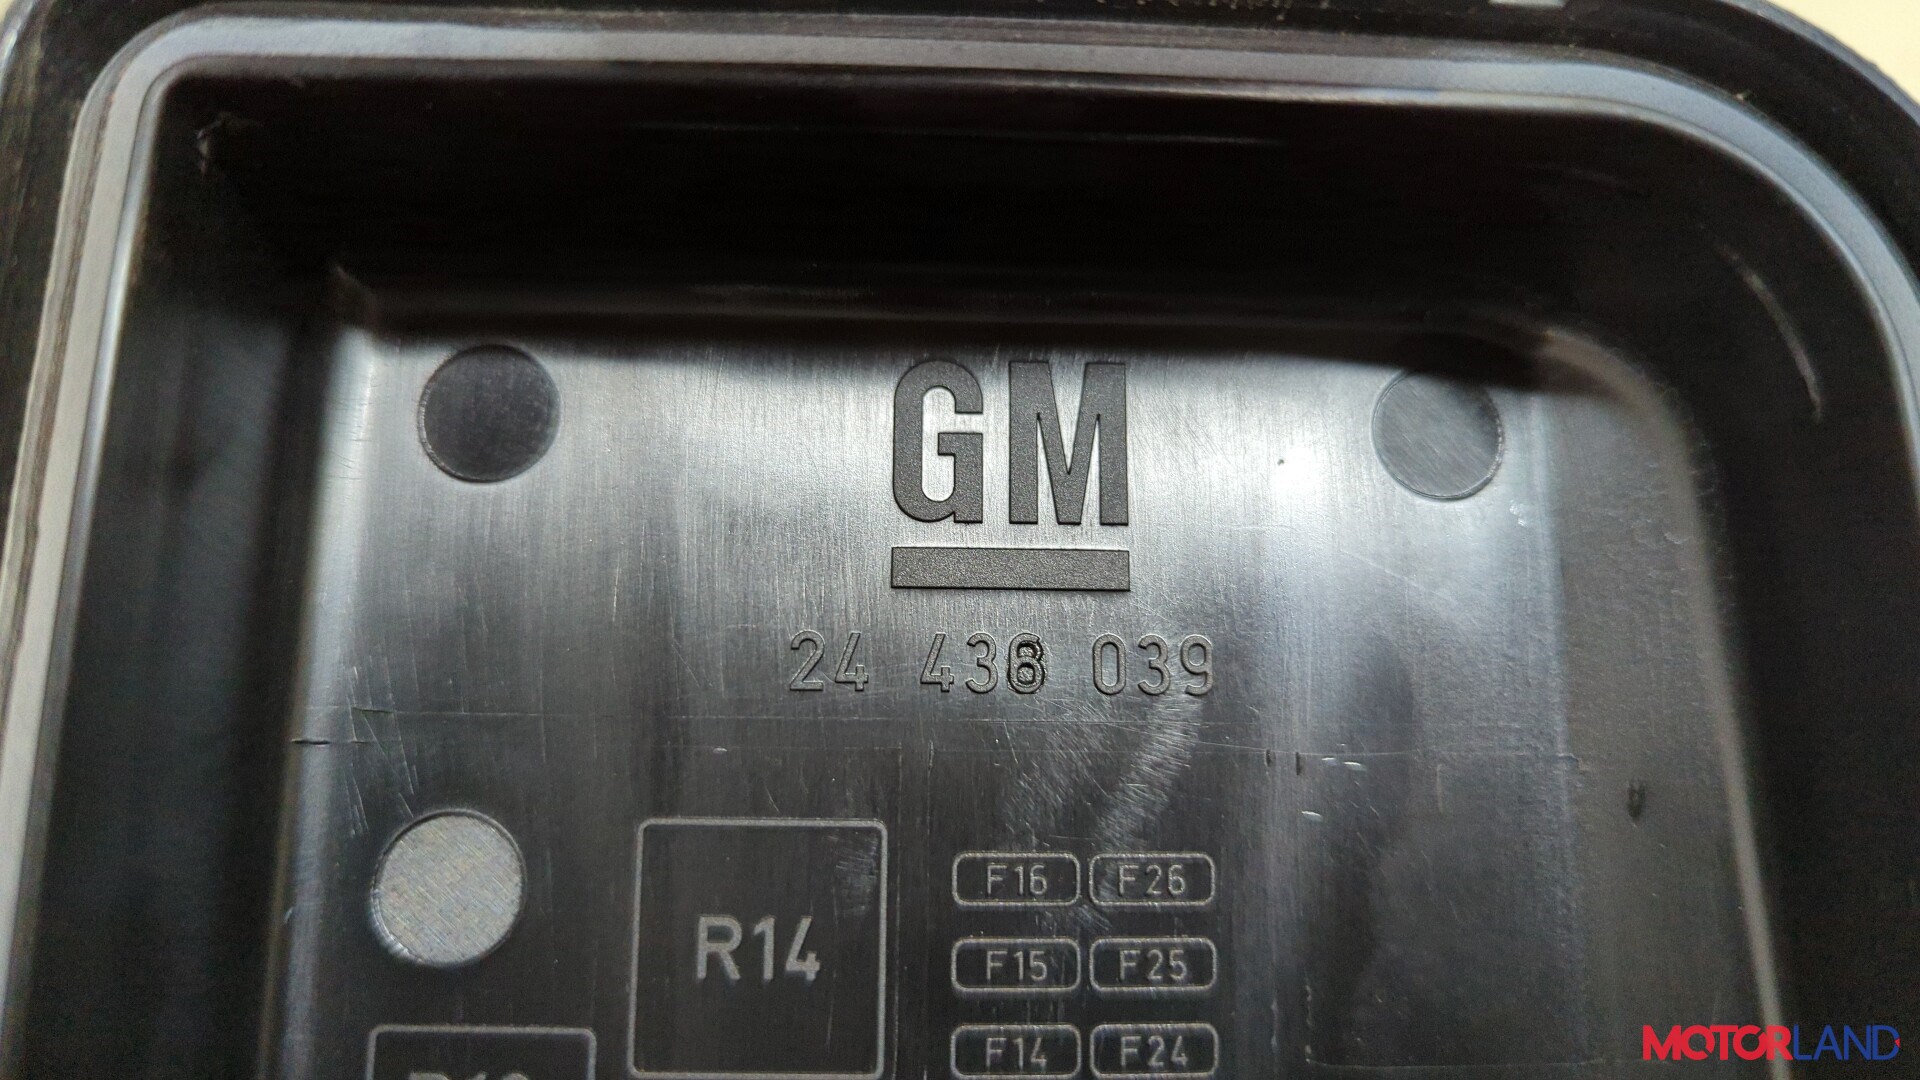 GM
24 438 039
R14
F16 F26
F15 F25
F14 F24
MOTORLAND